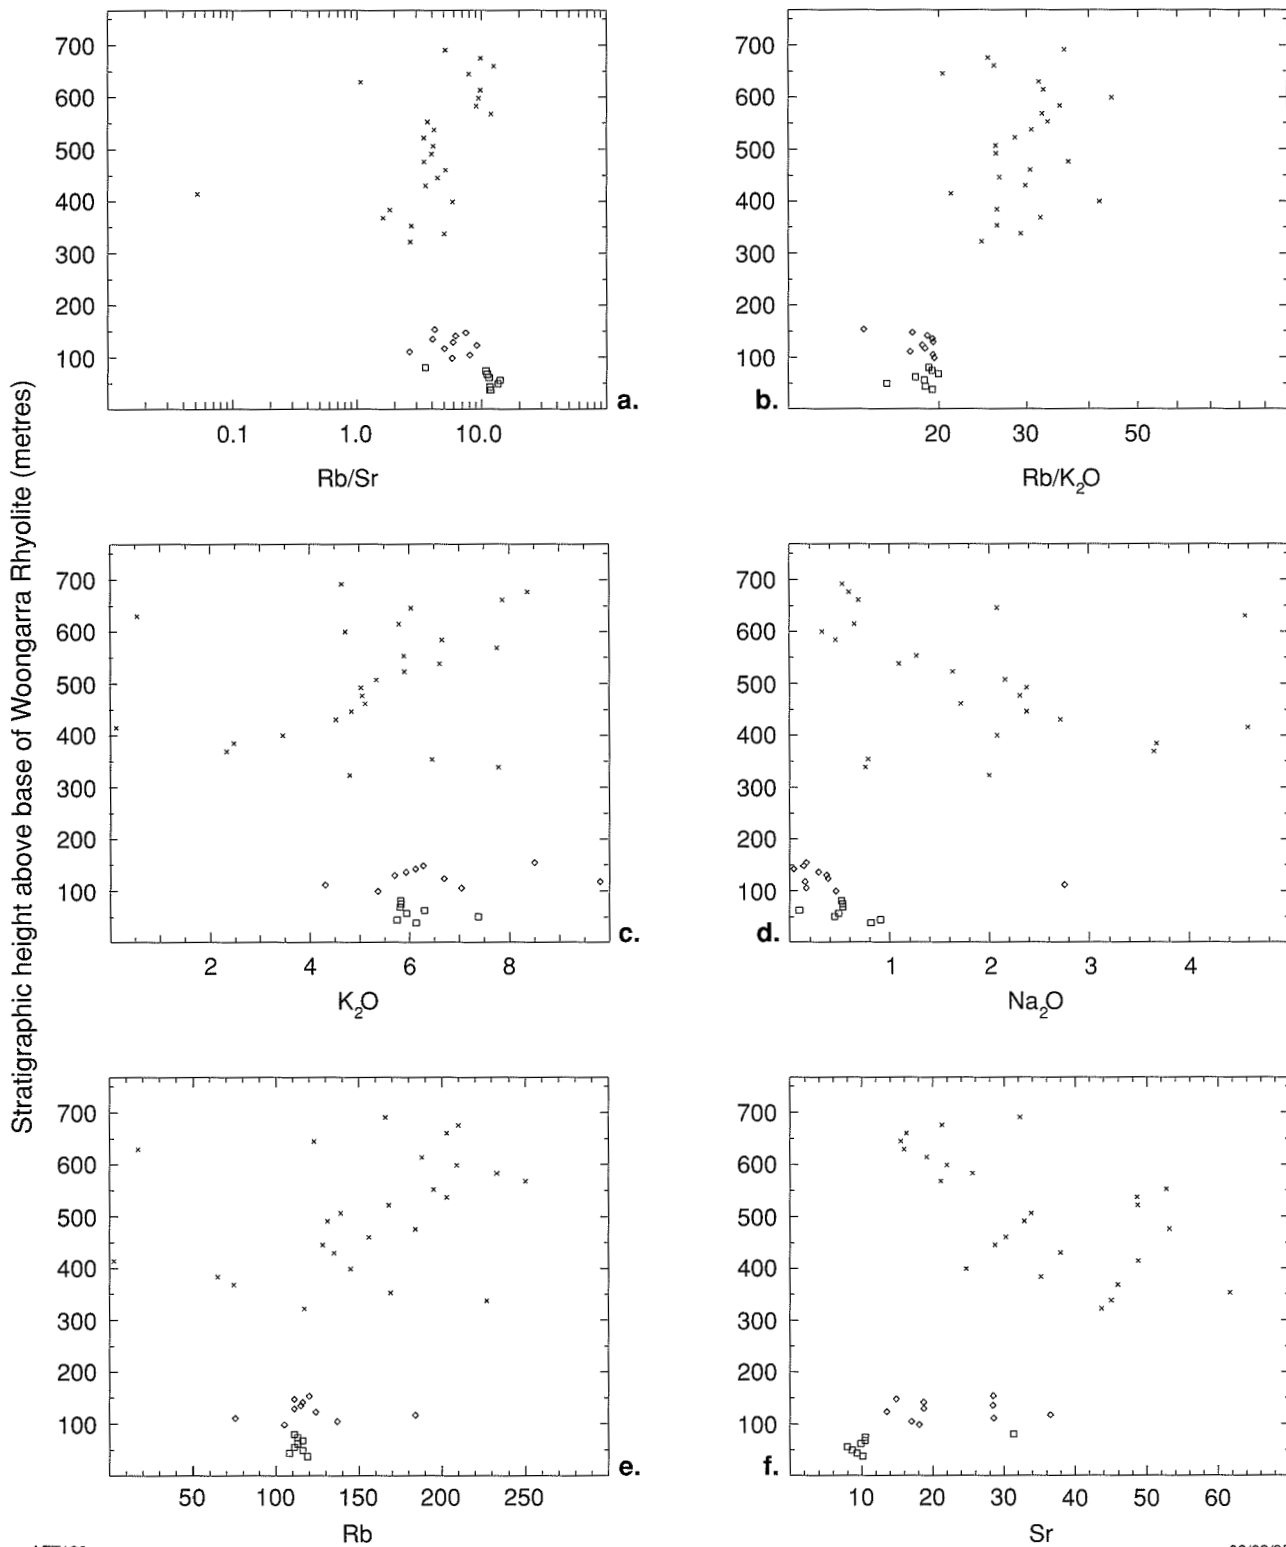 Stratigraphic height above base of Woongarra Rhyolite (metres)
700
600
500
400
300
200
100
0.1 1.0 10.0
Rb/Sr
a.
700
600
500
400
300
200
100
20 30 50
Rb/K₂O
b.
700
600
500
400
300
200
100
2 4 6 8
K₂O
c.
700
600
500
400
300
200
100
1 2 3 4
Na₂O
d.
700
600
500
400
300
200
100
50 100 150 200 250
Rb
e.
700
600
500
400
300
200
100
10 20 30 40 50 60
Sr
f.